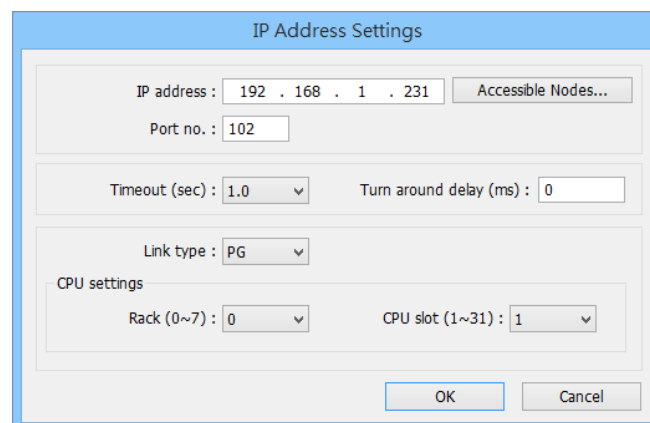 IP Address Settings
IP address : 192 . 168 . 1 . 231 Accessible Nodes...
Port no. : 102
Timeout (sec) : 1.0 Turn around delay (ms) : 0
Link type : PG
CPU settings
Rack (0~7) : 0 CPU slot (1~31) : 1
OK Cancel